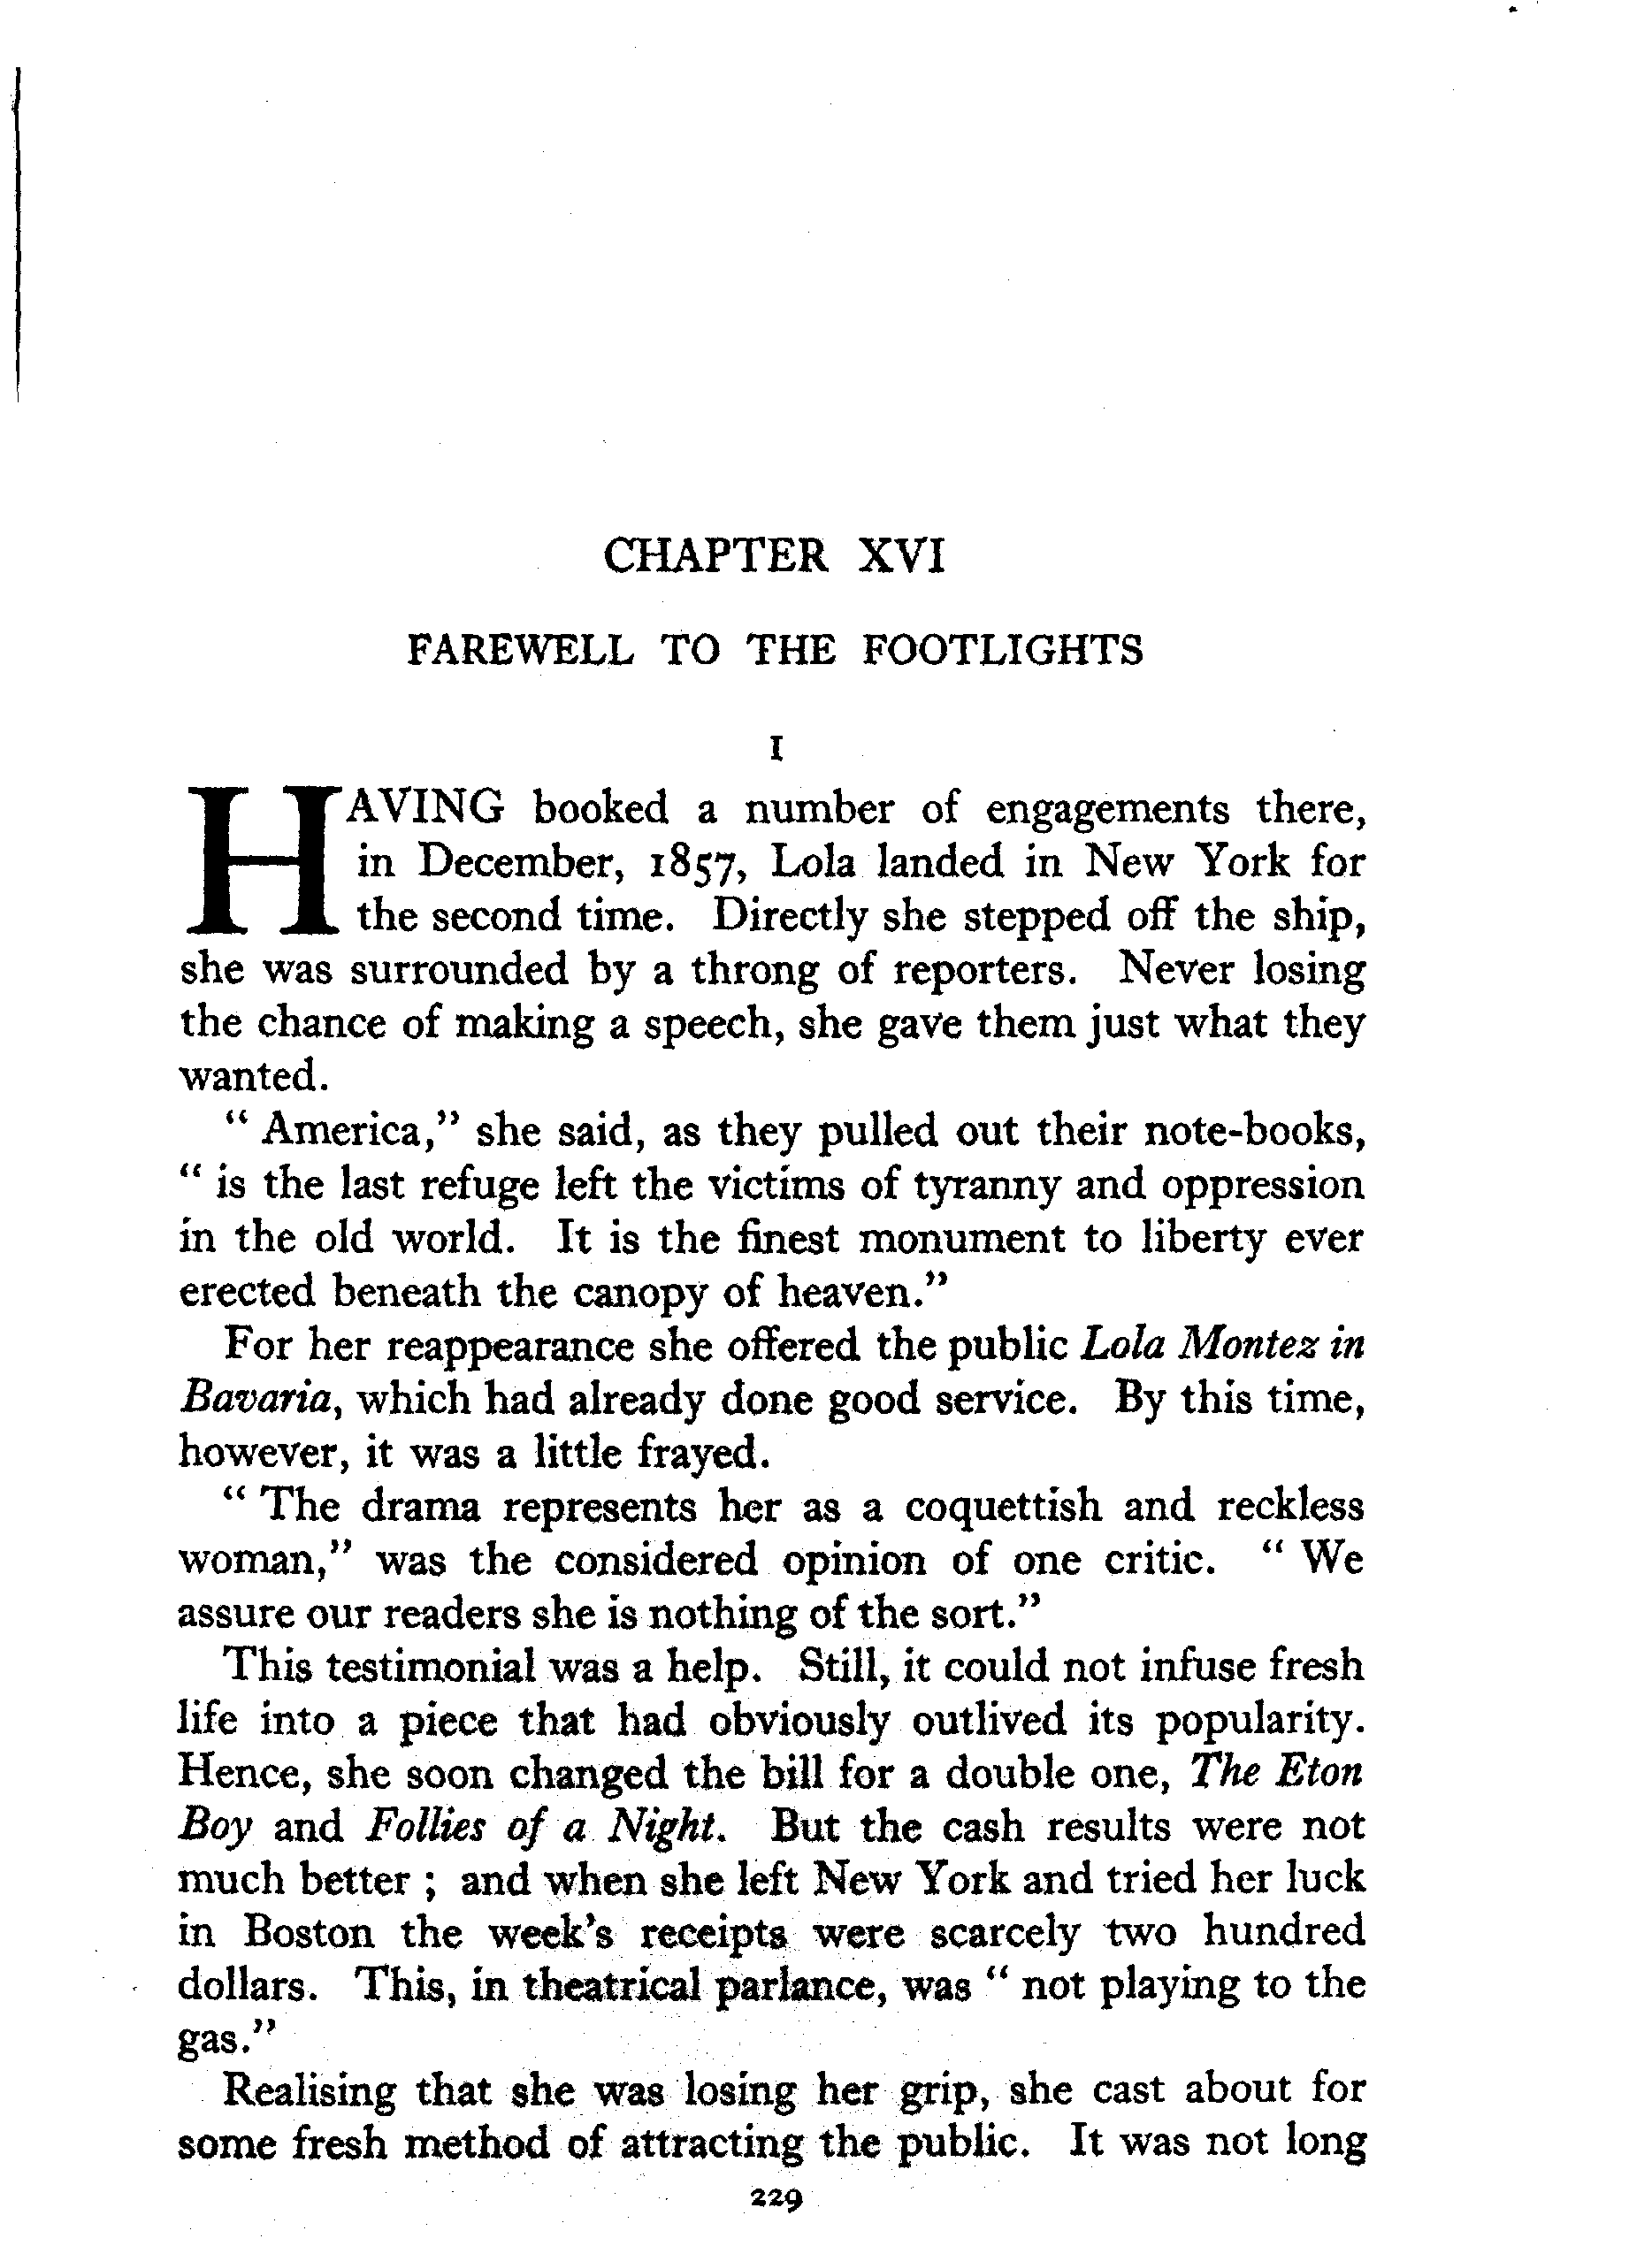 CHAPTER XVI
FAREWELL TO THE FOOTLIGHTS
I
HAVING booked a number of engagements there,
in December, 1857, Lola landed in New York for
the second time. Directly she stepped off the ship,
she was surrounded by a throng of reporters. Never losing
the chance of making a speech, she gave them just what they
wanted.
“ America,” she said, as they pulled out their note-books,
“ is the last refuge left the victims of tyranny and oppression
in the old world. It is the finest monument to liberty ever
erected beneath the canopy of heaven.”
For her reappearance she offered the public Lola Montez in
Bavaria, which had already done good service. By this time,
however, it was a little frayed.
“ The drama represents her as a coquettish and reckless
woman,” was the considered opinion of one critic. “ We
assure our readers she is nothing of the sort.”
This testimonial was a help. Still, it could not infuse fresh
life into a piece that had obviously outlived its popularity.
Hence, she soon changed the bill for a double one, The Eton
Boy and Follies of a Night. But the cash results were not
much better ; and when she left New York and tried her luck
in Boston the week's receipts were scarcely two hundred
dollars. This, in theatrical parlance, was “ not playing to the
gas.”
Realising that she was losing her grip, she cast about for
some fresh method of attracting the public. It was not long
229